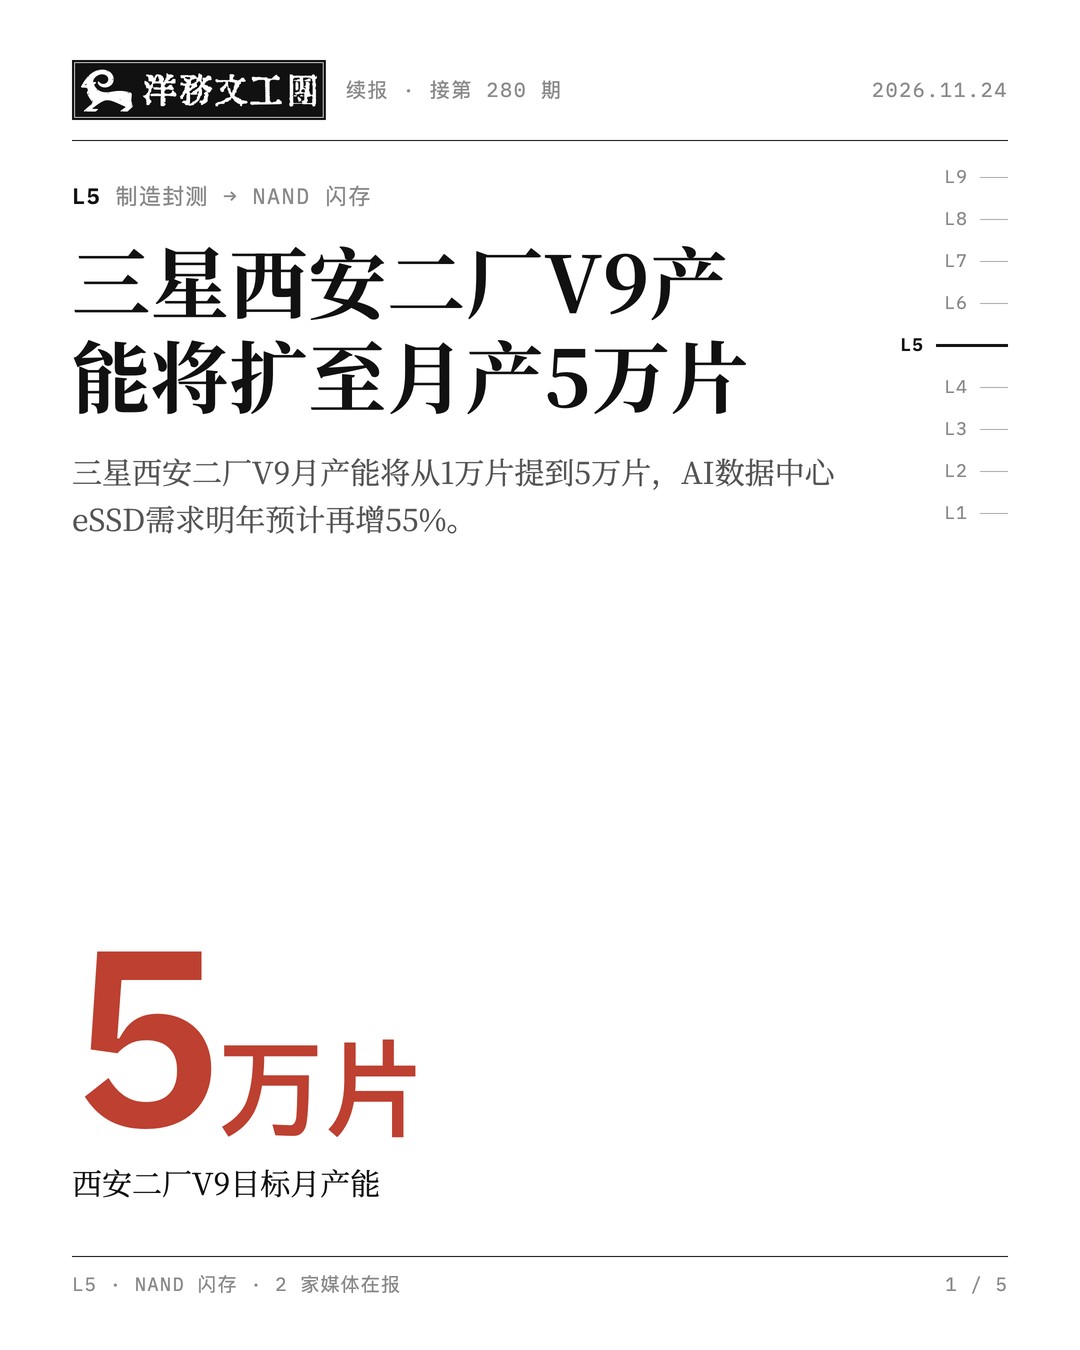 洋務文工團 续报 · 接第 280 期 2026.11.24
L5 制造封测 → NAND 闪存
三星西安二厂V9产
能将扩至月产5万片
三星西安二厂V9月产能将从1万片提到5万片，AI数据中心
eSSD需求明年预计再增55%。
L9
L8
L7
L6
L5
L4
L3
L2
L1
5万片
西安二厂V9目标月产能
L5 · NAND 闪存 · 2 家媒体在报 1 / 5